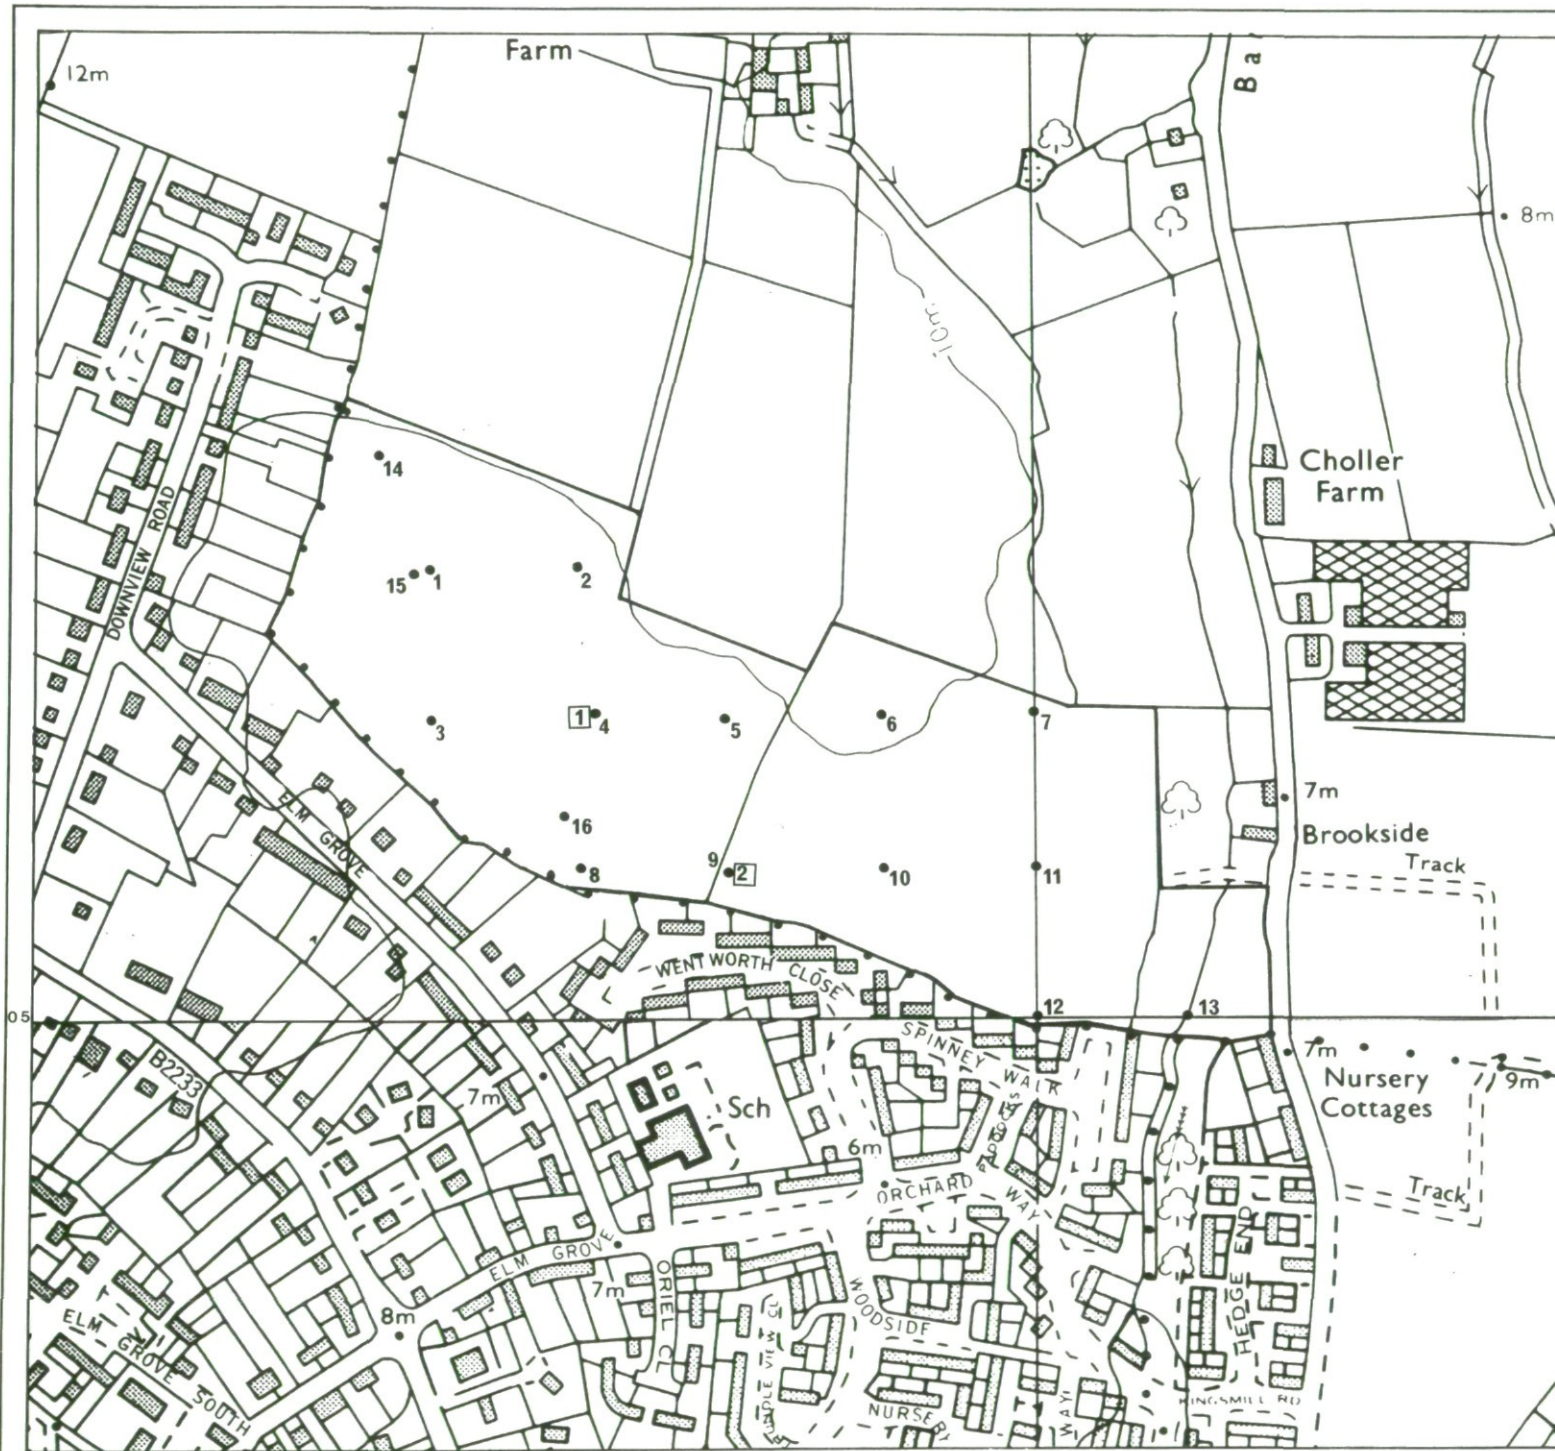 Farm
12m
Ba
8m
10m.
Choller
Farm
14
15
1
2
DOWNVIEW ROAD
3
1
4
5
6
7
7m
Brookside
Track
ELM GROVE
16
8
9
2
10
11
WENTWORTH CLOSE
05
12
13
SPINNEY WALK
7m
Nursery
Cottages
9m
B2233
7m
Sch
PADDOCKS
6m
ORCHARD WAY
Track
ELM GROVE
7m
ORIEL CL
WOODSIDE
HEDGE END
8m
ELM GROVE SOUTH
NURSERY
WAY
KINGSMILL RD